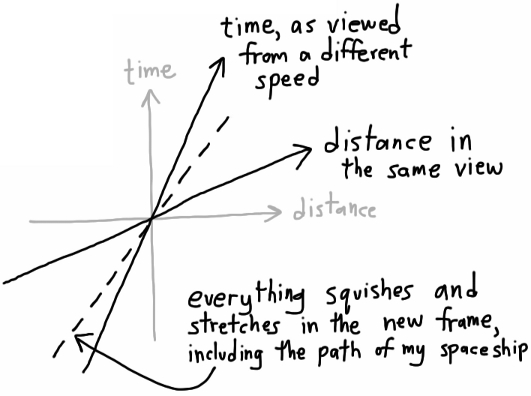 time, as viewed
from a different
speed
time
distance in
the same view
distance
everything squishes and
stretches in the new frame,
including the path of my spaceship